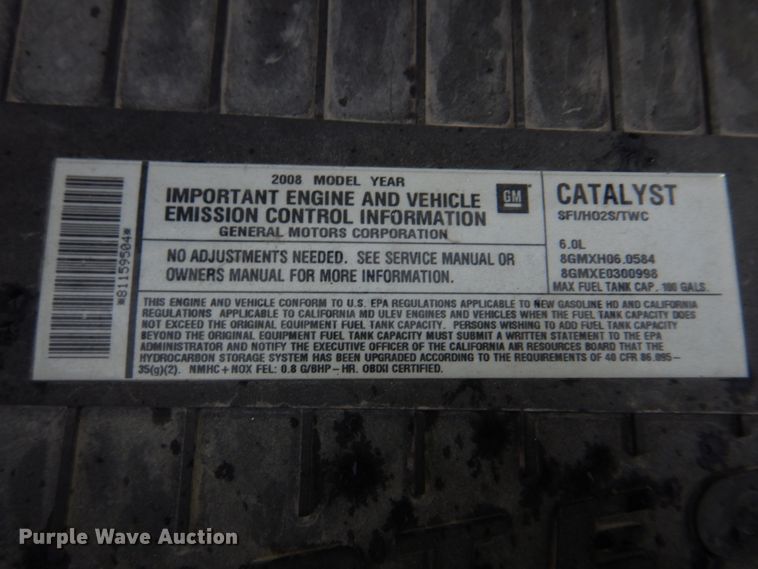 *81159504*
2008 MODEL YEAR
IMPORTANT ENGINE AND VEHICLE
EMISSION CONTROL INFORMATION
GENERAL MOTORS CORPORATION
GM
NO ADJUSTMENTS NEEDED. SEE SERVICE MANUAL OR
OWNERS MANUAL FOR MORE INFORMATION.
CATALYST
SFI/HO2S/TWC
6.0L
8GMXH06.0584
8GMXE0300998
MAX FUEL TANK CAP. 100 GALS.
THIS ENGINE AND VEHICLE CONFORM TO U.S. EPA REGULATIONS APPLICABLE TO NEW GASOLINE HD AND CALIFORNIA
REGULATIONS APPLICABLE TO CALIFORNIA MD ULEV ENGINES AND VEHICLES WHEN THE FUEL TANK CAPACITY DOES
NOT EXCEED THE ORIGINAL EQUIPMENT FUEL TANK CAPACITY. PERSONS WISHING TO ADD FUEL TANK CAPACITY
BEYOND THE ORIGINAL EQUIPMENT FUEL TANK CAPACITY MUST SUBMIT A WRITTEN STATEMENT TO THE EPA
ADMINISTRATOR AND NOTIFY THE EXECUTIVE OFFICER OF THE CALIFORNIA AIR RESOURCES BOARD THAT THE
HYDROCARBON STORAGE SYSTEM HAS BEEN UPGRADED ACCORDING TO THE REQUIREMENTS OF 40 CFR 86.095-
35(g)(2). NMHC+NOX FEL: 0.8 G/BHP-HR. OBDII CERTIFIED.
Purple Wave Auction